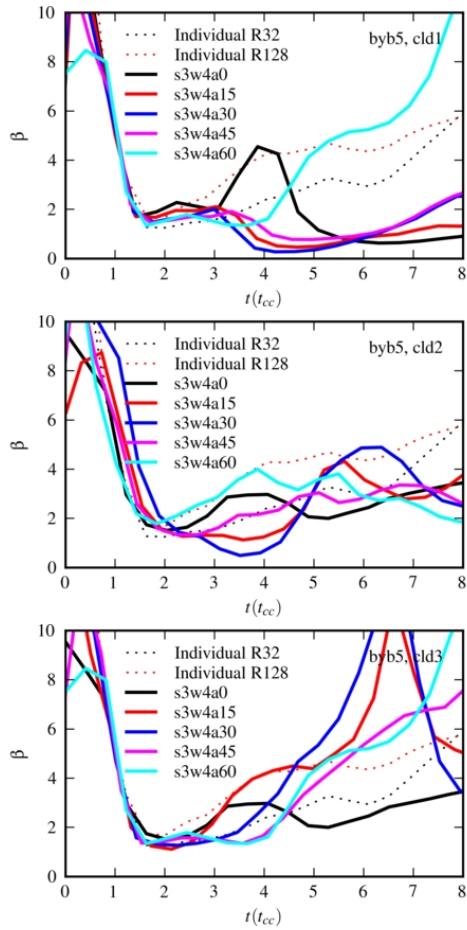 10
8
6
4
2
0
β
Individual R32
Individual R128
s3w4a0
s3w4a15
s3w4a30
s3w4a45
s3w4a60
byb5, cld1
0 1 2 3 4 5 6 7 8
t(tcc)
10
8
6
4
2
0
β
Individual R32
Individual R128
s3w4a0
s3w4a15
s3w4a30
s3w4a45
s3w4a60
byb5, cld2
0 1 2 3 4 5 6 7 8
t(tcc)
10
8
6
4
2
0
β
Individual R32
Individual R128
s3w4a0
s3w4a15
s3w4a30
s3w4a45
s3w4a60
byb5, cld3
0 1 2 3 4 5 6 7 8
t(tcc)